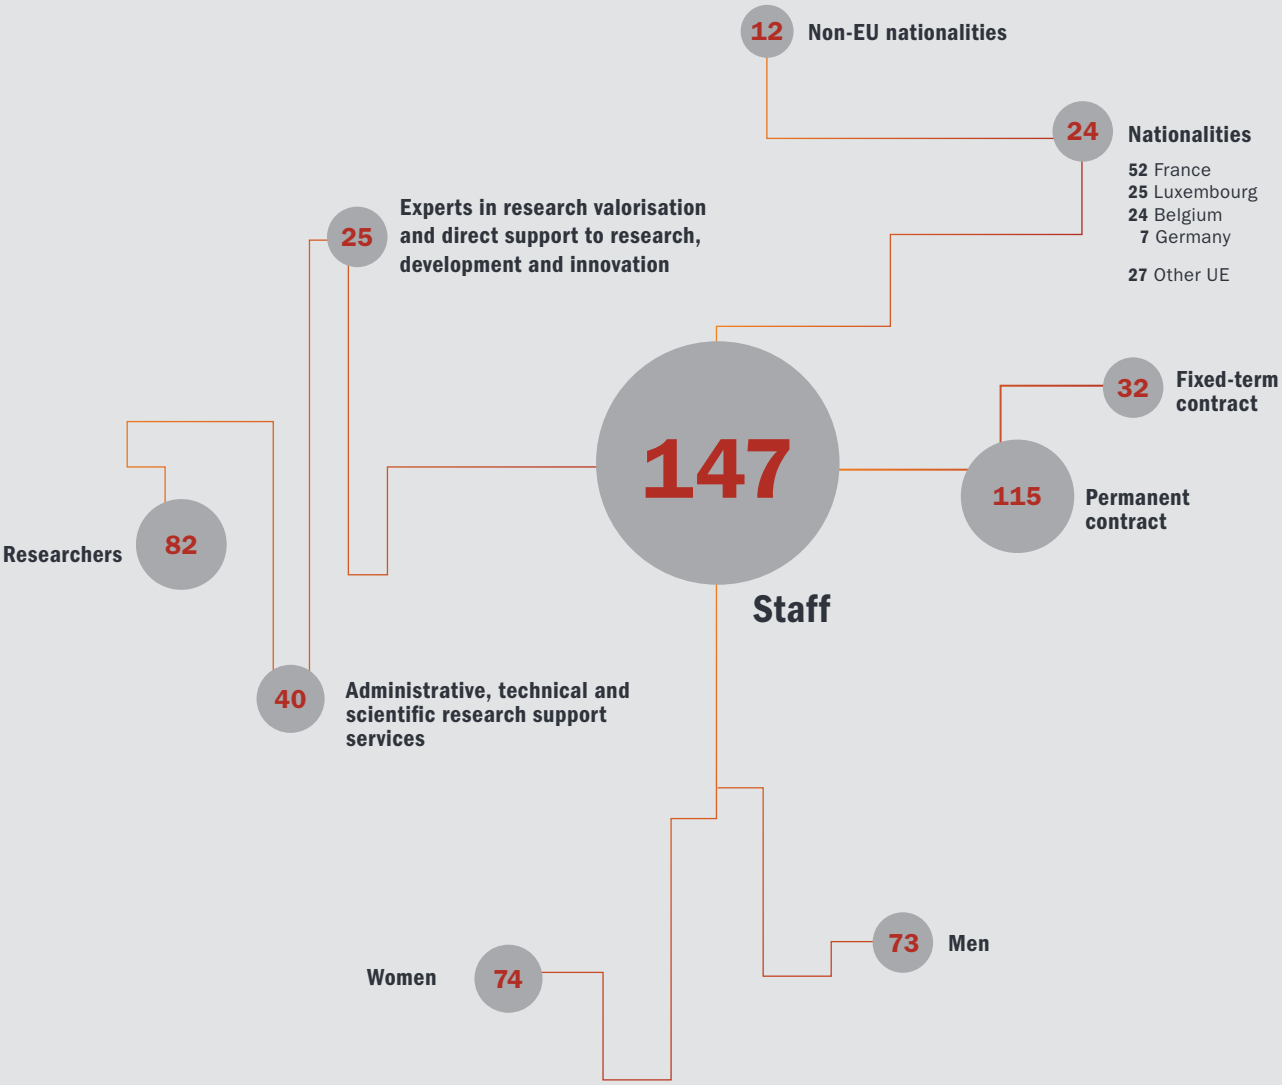 12 Non-EU nationalities
24 Nationalities
52 France
25 Luxembourg
24 Belgium
7 Germany
27 Other UE
25
Experts in research valorisation
and direct support to research,
development and innovation
32
Fixed-term
contract
147
Staff
115
Permanent
contract
Researchers 82
40
Administrative, technical and
scientific research support
services
73 Men
Women 74